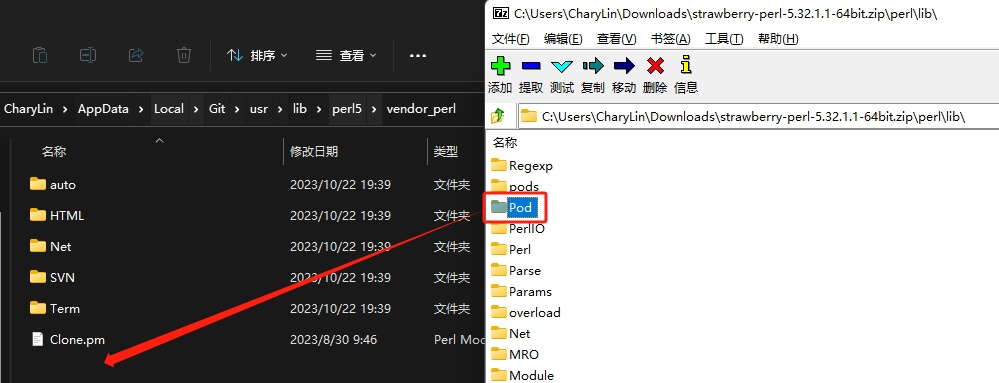 排序
查看
CharyLin > AppData > Local > Git > usr > lib > perl5 > vendor_perl
名称 修改日期 类型
auto 2023/10/22 19:39 文件夹
HTML 2023/10/22 19:39 文件夹
Net 2023/10/22 19:39 文件夹
SVN 2023/10/22 19:39 文件夹
Term 2023/10/22 19:39 文件夹
Clone.pm 2023/8/30 9:46 Perl Mod
7z C:\Users\CharyLin\Downloads\strawberry-perl-5.32.1.1-64bit.zip\perl\lib\
文件(F) 编辑(E) 查看(V) 书签(A) 工具(T) 帮助(H)
添加 提取 测试 复制 移动 删除 信息
C:\Users\CharyLin\Downloads\strawberry-perl-5.32.1.1-64bit.zip\perl\lib\
名称
Regexp
pods
Pod
PerlIO
Perl
Parse
Params
overload
Net
MRO
Module